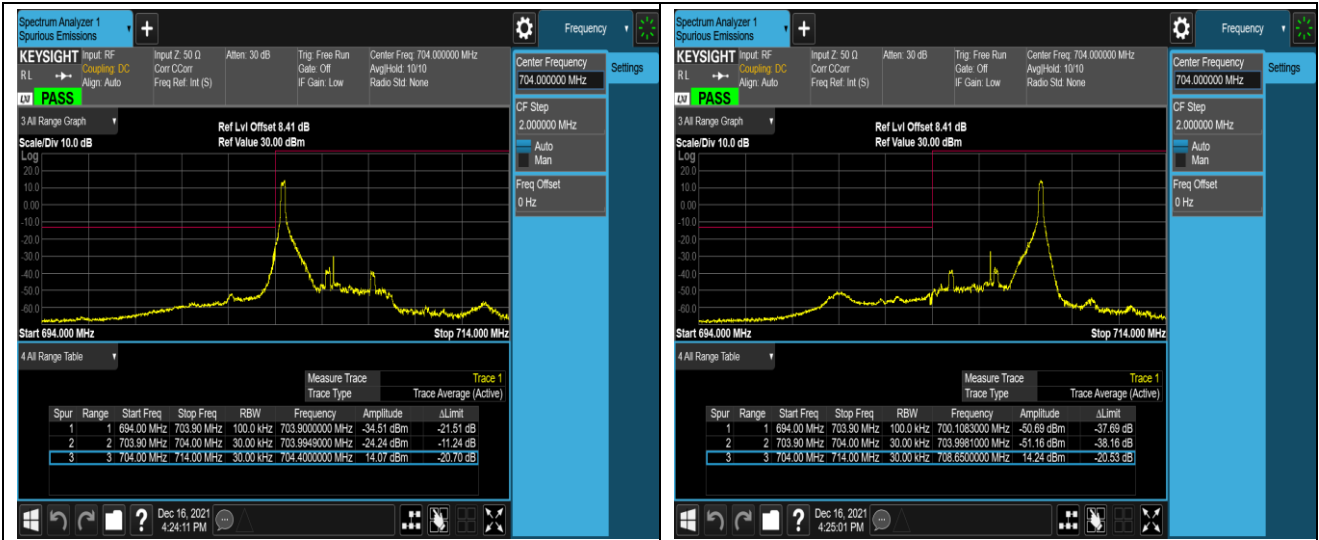 Spectrum Analyzer 1
Spurious Emissions
+
Frequency
KEYSIGHT
RL
Input: RF
Coupling: DC
Align: Auto
Input Z: 50 Ω
Corr CCorr
Freq Ref: Int (S)
Atten: 30 dB
Trig: Free Run
Gate: Off
IF Gain: Low
Center Freq: 704.000000 MHz
Avg|Hold: 10/10
Radio Std: None
LXI
PASS
3 All Range Graph
Ref Lvl Offset 8.41 dB
Scale/Div 10.0 dB
Ref Value 30.00 dBm
Log
20.0
10.0
0.00
-10.0
-20.0
-30.0
-40.0
-50.0
-60.0
Start 694.000 MHz
Stop 714.000 MHz
4 All Range Table
Measure Trace Trace 1
Trace Type Trace Average (Active)
Spur Range Start Freq Stop Freq RBW Frequency Amplitude ΔLimit
1 1 694.00 MHz 703.90 MHz 100.0 kHz 703.9000000 MHz -34.51 dBm -21.51 dB
2 2 703.90 MHz 704.00 MHz 30.00 kHz 703.9949000 MHz -24.24 dBm -11.24 dB
3 3 704.00 MHz 714.00 MHz 30.00 kHz 704.4000000 MHz 14.07 dBm -20.70 dB
?
Dec 16, 2021
4:24:11 PM
Center Frequency
704.000000 MHz
Settings
CF Step
2.000000 MHz
Auto
Man
Freq Offset
0 Hz
Spectrum Analyzer 1
Spurious Emissions
+
Frequency
KEYSIGHT
RL
Input: RF
Coupling: DC
Align: Auto
Input Z: 50 Ω
Corr CCorr
Freq Ref: Int (S)
Atten: 30 dB
Trig: Free Run
Gate: Off
IF Gain: Low
Center Freq: 704.000000 MHz
Avg|Hold: 10/10
Radio Std: None
LXI
PASS
3 All Range Graph
Ref Lvl Offset 8.41 dB
Scale/Div 10.0 dB
Ref Value 30.00 dBm
Log
20.0
10.0
0.00
-10.0
-20.0
-30.0
-40.0
-50.0
-60.0
Start 694.000 MHz
Stop 714.000 MHz
4 All Range Table
Measure Trace Trace 1
Trace Type Trace Average (Active)
Spur Range Start Freq Stop Freq RBW Frequency Amplitude ΔLimit
1 1 694.00 MHz 703.90 MHz 100.0 kHz 700.1083000 MHz -50.69 dBm -37.69 dB
2 2 703.90 MHz 704.00 MHz 30.00 kHz 703.9981000 MHz -51.16 dBm -38.16 dB
3 3 704.00 MHz 714.00 MHz 30.00 kHz 708.6500000 MHz 14.24 dBm -20.53 dB
?
Dec 16, 2021
4:25:01 PM
Center Frequency
704.000000 MHz
Settings
CF Step
2.000000 MHz
Auto
Man
Freq Offset
0 Hz